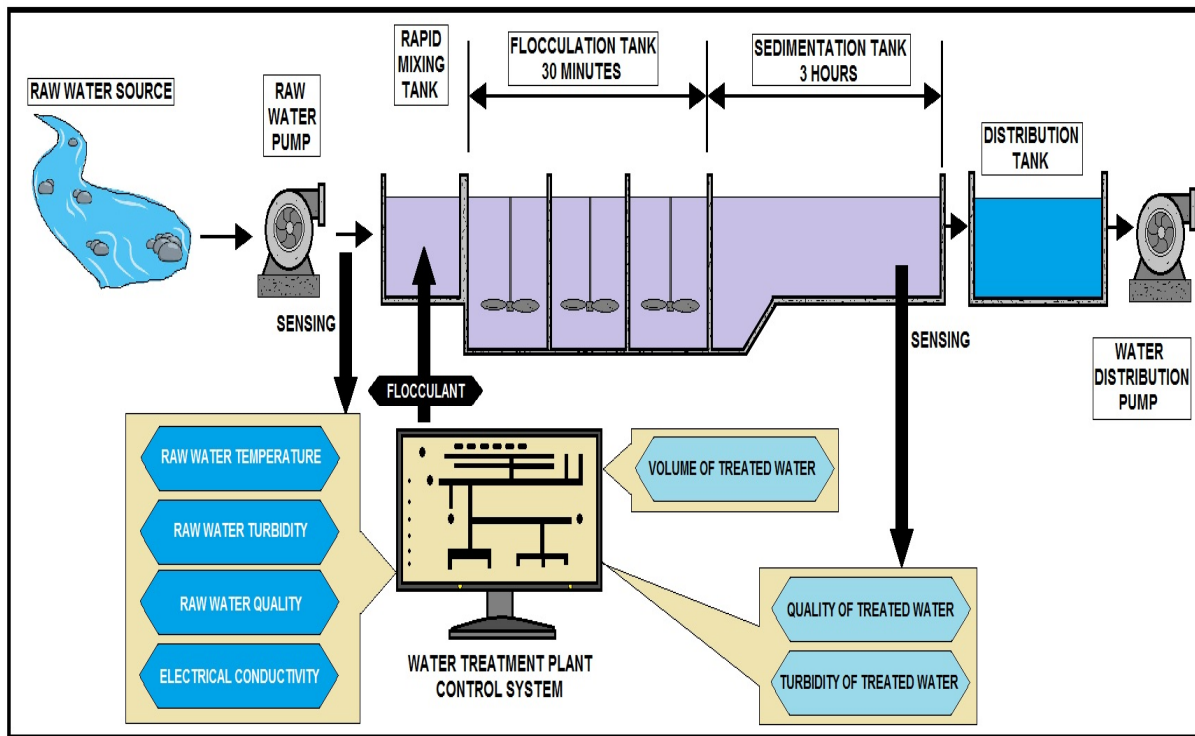 RAW WATER SOURCE
RAW
WATER
PUMP
RAPID
MIXING
TANK
FLOCCULATION TANK
30 MINUTES
SEDIMENTATION TANK
3 HOURS
DISTRIBUTION
TANK
SENSING
SENSING
WATER
DISTRIBUTION
PUMP
FLOCCULANT
RAW WATER TEMPERATURE
RAW WATER TURBIDITY
RAW WATER QUALITY
ELECTRICAL CONDUCTIVITY
VOLUME OF TREATED WATER
QUALITY OF TREATED WATER
TURBIDITY OF TREATED WATER
WATER TREATMENT PLANT
CONTROL SYSTEM